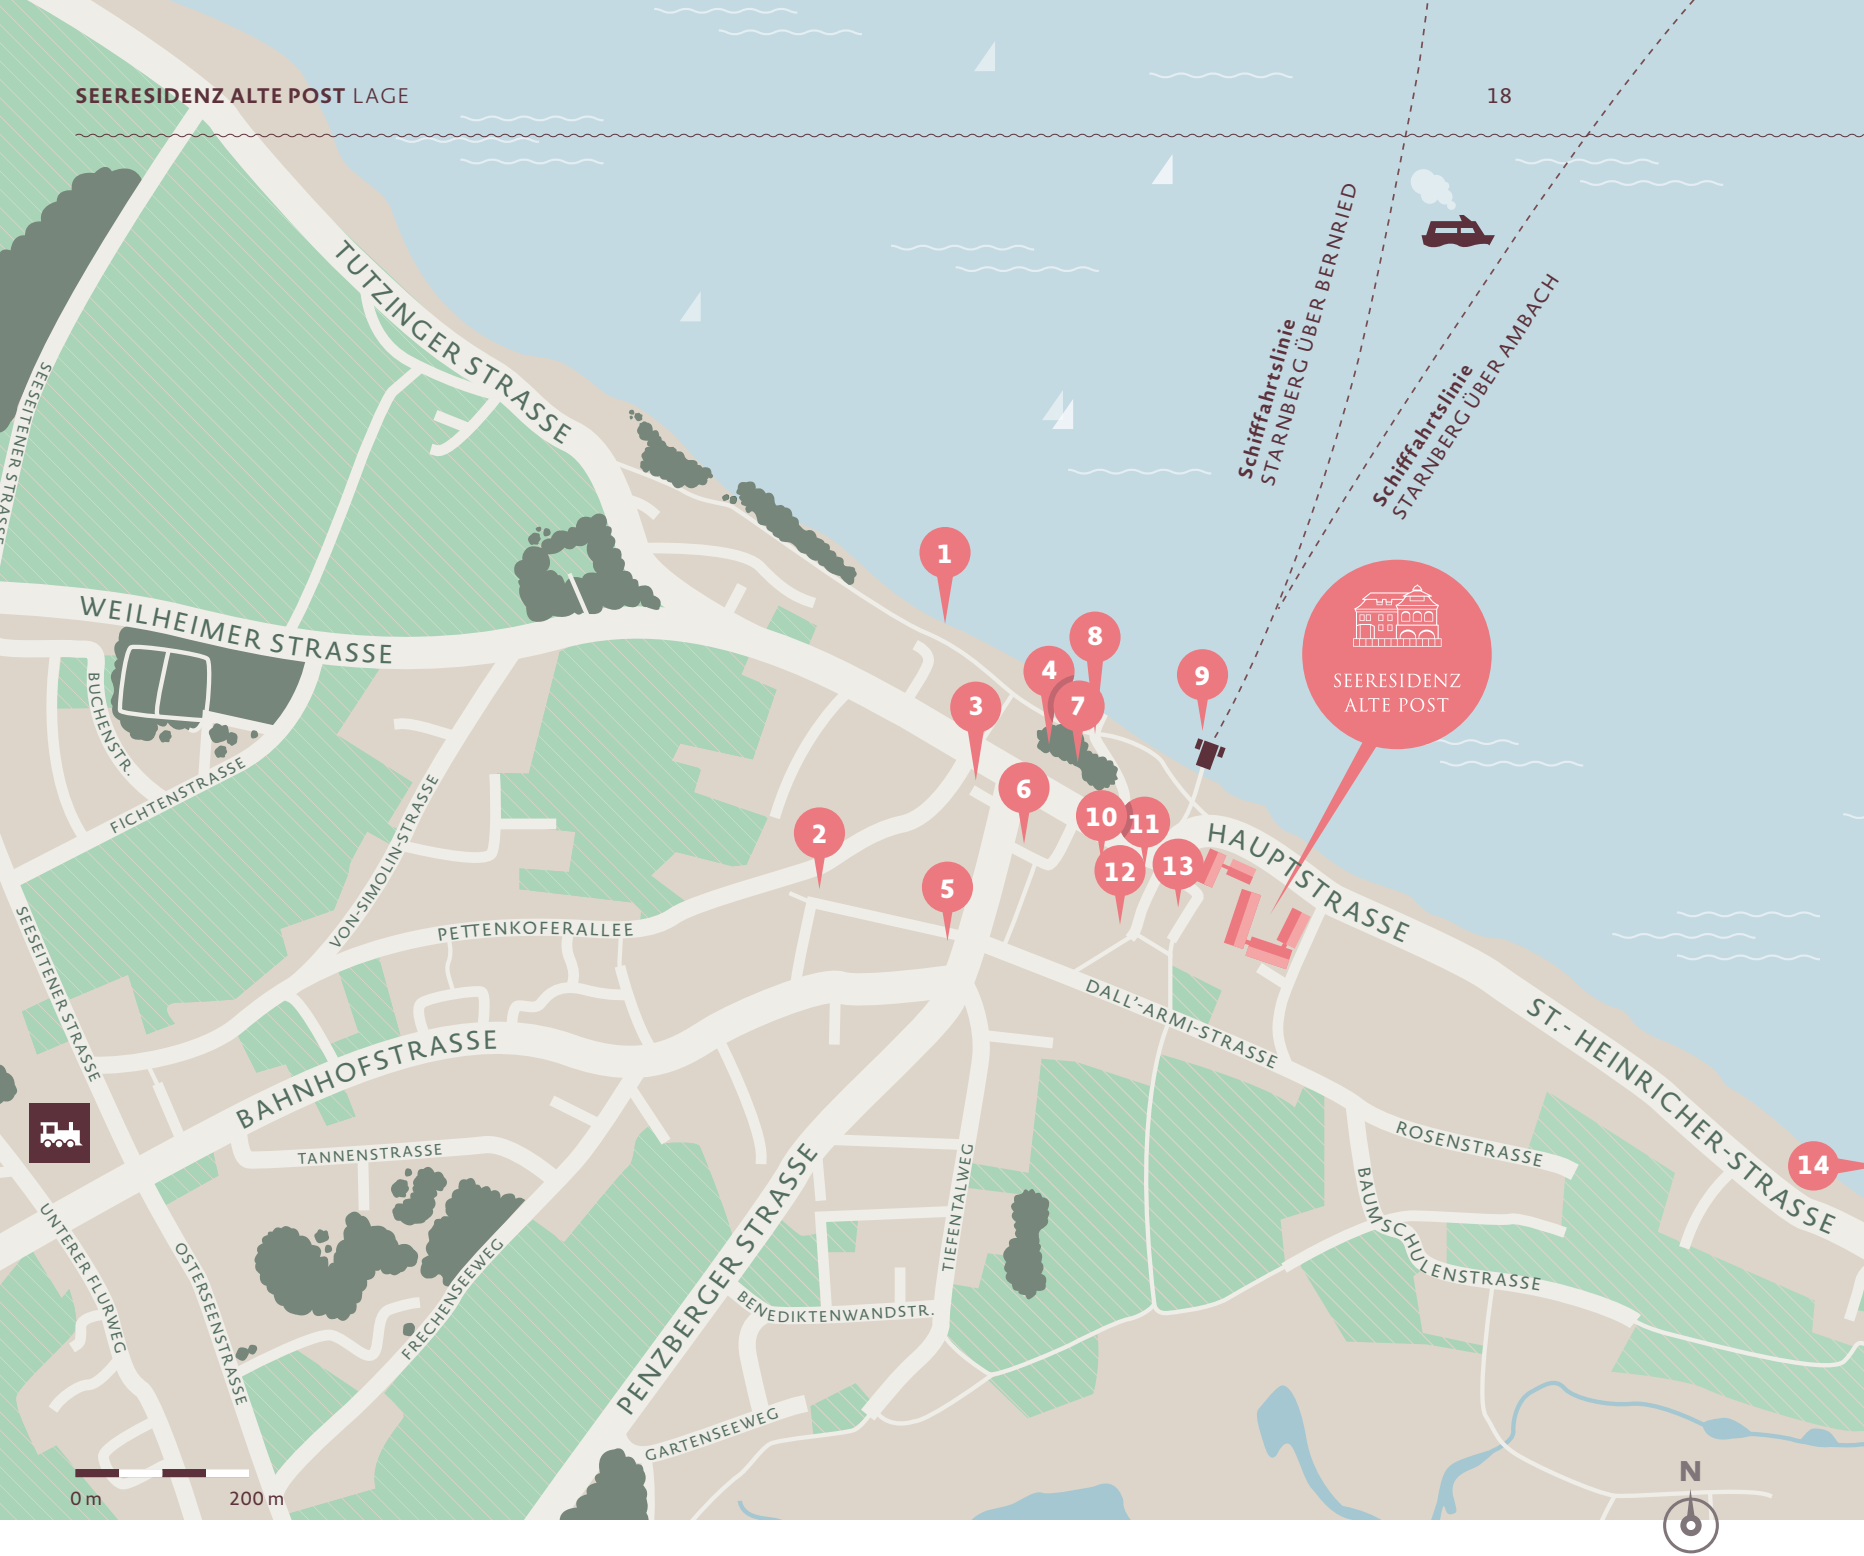 SEERESIDENZ ALTE POST LAGE
18
TUTZINGER STRASSE
SEESEITENER STRASSE
Schifffahrtslinie
STARNBERG ÜBER BERNRIED
Schifffahrtslinie
STARNBERG ÜBER AMBACH
WEILHEIMER STRASSE
BUCHENSTR.
FICHTENSTRASSE
VON-SIMOLIN-STRASSE
1
8
4
7
3
9
SEERESIDENZ
ALTE POST
6
10
11
2
12
13
5
HAUPTSTRASSE
PETTENKOFERALLEE
SEESEITENER STRASSE
BAHNHOFSTRASSE
DALL'-ARMI-STRASSE
ST.- HEINRICHER-STRASSE
TANNENSTRASSE
ROSENSTRASSE
14
UNTERER FLURWEG
OSTERSEENSTRASSE
FRECHENSEEWEG
PENZBERGER STRASSE
TIEFENTALWEG
BAUMSCHULENSTRASSE
BENEDIKTENWANDSTR.
GARTENSEEWEG
0 m
200 m
N